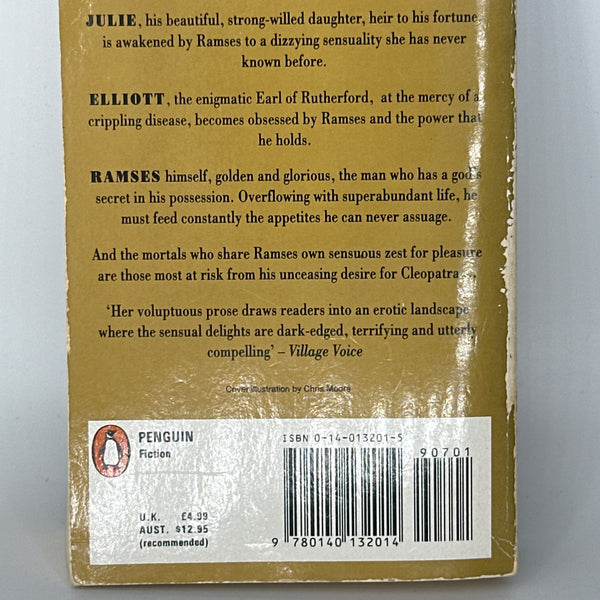 JULIE, his beautiful, strong-willed daughter, heir to his fortune,
is awakened by Ramses to a dizzying sensuality she has never
known before.
ELLIOTT, the enigmatic Earl of Rutherford, at the mercy of a
crippling disease, becomes obsessed by Ramses and the power that
he holds.
RAMSES himself, golden and glorious, the man who has a god's
secret in his possession. Overflowing with superabundant life, he
must feed constantly the appetites he can never assuage.
And the mortals who share Ramses own sensuous zest for pleasure
are those most at risk from his unceasing desire for Cleopatra...
'Her voluptuous prose draws readers into an erotic landscape
where the sensual delights are dark-edged, terrifying and utterly
compelling' – Village Voice
Cover illustration by Chris Moore
PENGUIN
Fiction
U.K. £4.99
AUST. $12.95
(recommended)
ISBN 0-14-013201-5
90701
9 780140 132014